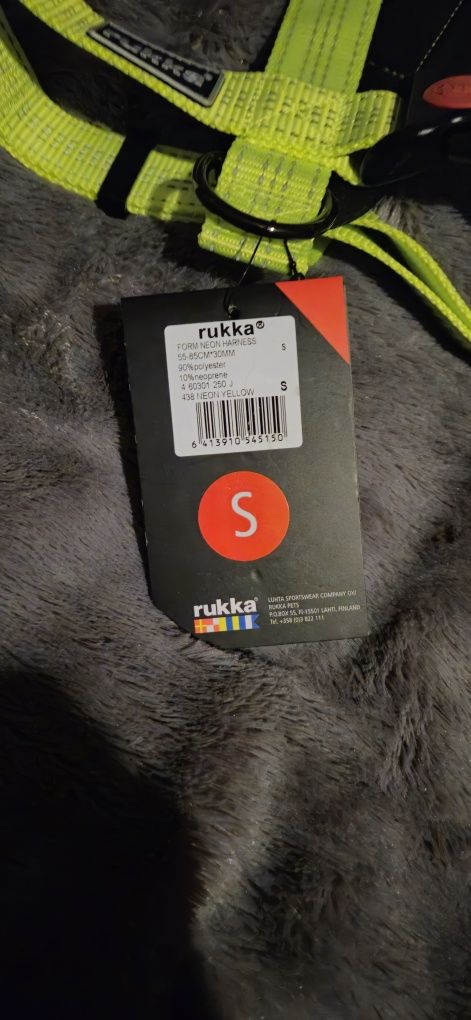 rukka
rukka®
FORM NEON HARNESS S
55-85CM*30MM
90%polyester
10%neoprene
4 60301 250 J S
438 NEON YELLOW
6 413910 545150
S
rukka®
LUHTA SPORTSWEAR COMPANY OY/
RUKKA PETS
P.O.BOX 55, FI-15501 LAHTI, FINLAND
Tel. +358 (0)3 822 111